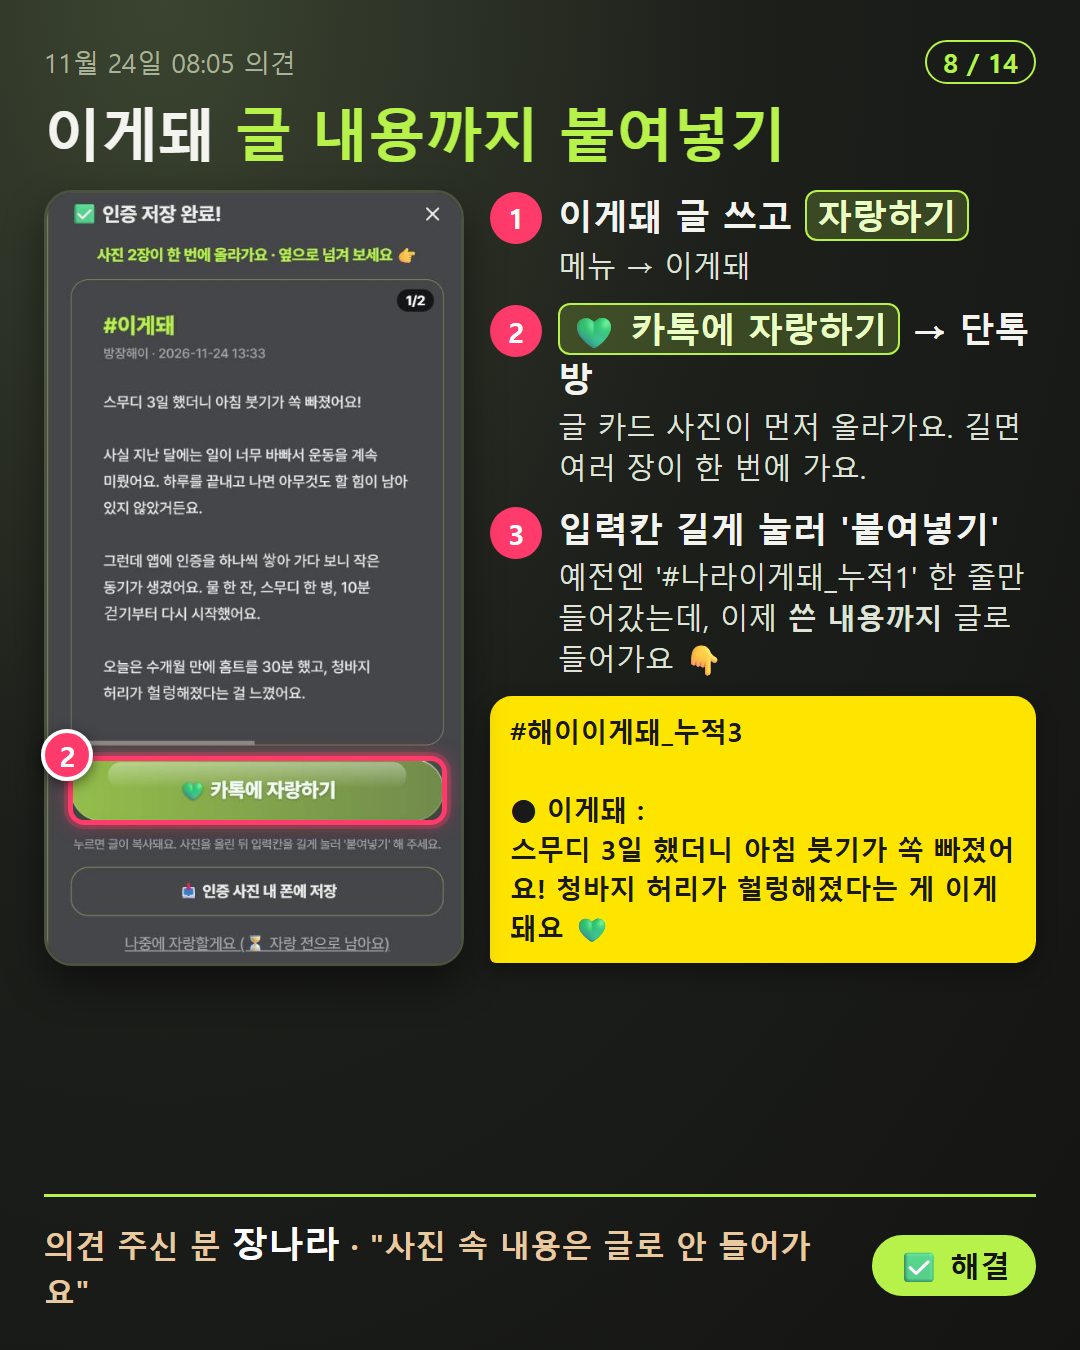 11월 24일 08:05 의견
8 / 14
이게돼 글 내용까지 붙여넣기
✅ 인증 저장 완료!
×
사진 2장이 한 번에 올라가요 · 옆으로 넘겨 보세요 👉
1/2
#이게돼
방장해이 · 2026-11-24 13:33
스무디 3일 했더니 아침 붓기가 쏙 빠졌어요!
사실 지난 달에는 일이 너무 바빠서 운동을 계속
미뤘어요. 하루를 끝내고 나면 아무것도 할 힘이 남아
있지 않았거든요.
그런데 앱에 인증을 하나씩 쌓아 가다 보니 작은
동기가 생겼어요. 물 한 잔, 스무디 한 병, 10분
걷기부터 다시 시작했어요.
오늘은 수개월 만에 홈트를 30분 했고, 청바지
허리가 헐렁해졌다는 걸 느꼈어요.
2
💚 카톡에 자랑하기
누르면 글이 복사돼요. 사진을 올린 뒤 입력칸을 길게 눌러 '붙여넣기' 해 주세요.
📥 인증 사진 내 폰에 저장
나중에 자랑할게요 (⏳ 자랑 전으로 남아요)
1 이게돼 글 쓰고 자랑하기
메뉴 → 이게돼
2 💚 카톡에 자랑하기 → 단톡
방
글 카드 사진이 먼저 올라가요. 길면
여러 장이 한 번에 가요.
3 입력칸 길게 눌러 '붙여넣기'
예전엔 '#나라이게돼_누적1' 한 줄만
들어갔는데, 이제 쓴 내용까지 글로
들어가요 👇
#해이이게돼_누적3
● 이게돼 :
스무디 3일 했더니 아침 붓기가 쏙 빠졌어
요! 청바지 허리가 헐렁해졌다는 게 이게
돼요 💚
의견 주신 분 장나라 · "사진 속 내용은 글로 안 들어가
요"
✅ 해결